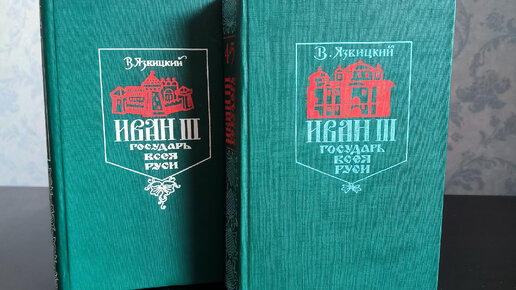 В. Язвицкий
ИВАН III
ГОСУДАРЬ
ВСЕЯ
РУСИ
В. Язвицкий
ИВАН III
ГОСУДАРЬ
ВСЕЯ
РУСИ